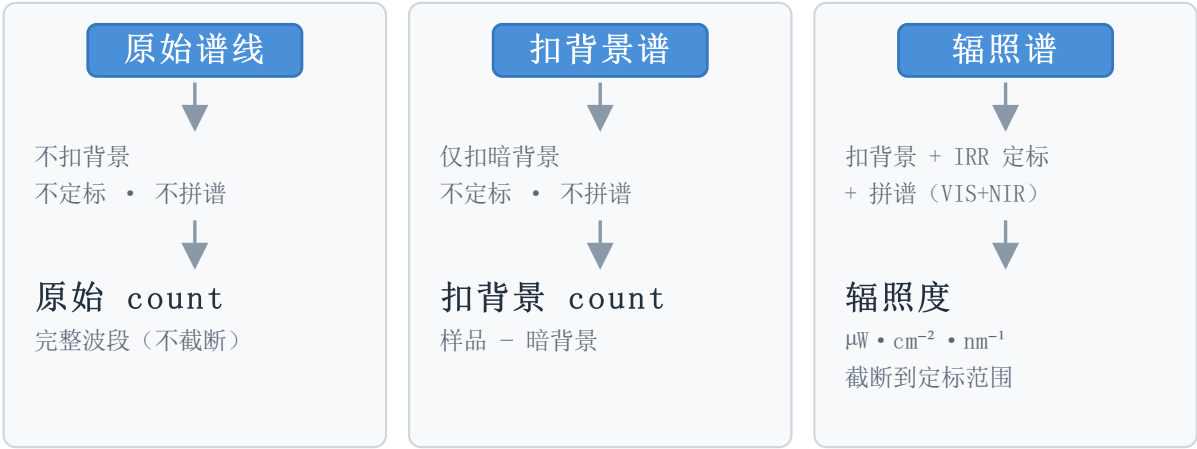 原始谱线
不扣背景
不定标 • 不拼谱
原始 count
完整波段（不截断）
扣背景谱
仅扣暗背景
不定标 • 不拼谱
扣背景 count
样品 − 暗背景
辐照谱
扣背景 + IRR 定标
+ 拼谱（VIS+NIR）
辐照度
μW•cm⁻²•nm⁻¹
截断到定标范围